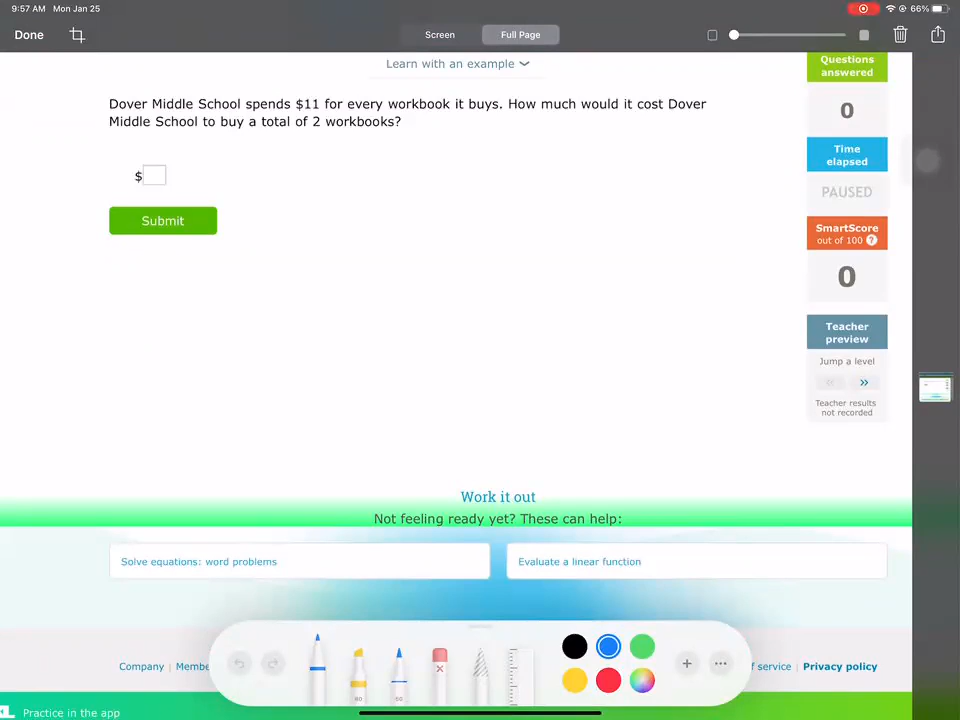 9:57 AM Mon Jan 25
66%
Done
Screen
Full Page
Learn with an example
Questions
answered
0
Dover Middle School spends $11 for every workbook it buys. How much would it cost Dover
Middle School to buy a total of 2 workbooks?
Time
elapsed
PAUSED
$
Submit
SmartScore
out of 100 ?
0
Teacher
preview
Jump a level
Teacher results
not recorded
Work it out
Not feeling ready yet? These can help:
Solve equations: word problems
Evaluate a linear function
80
50
Company | Membe
f service | Privacy policy
Practice in the app